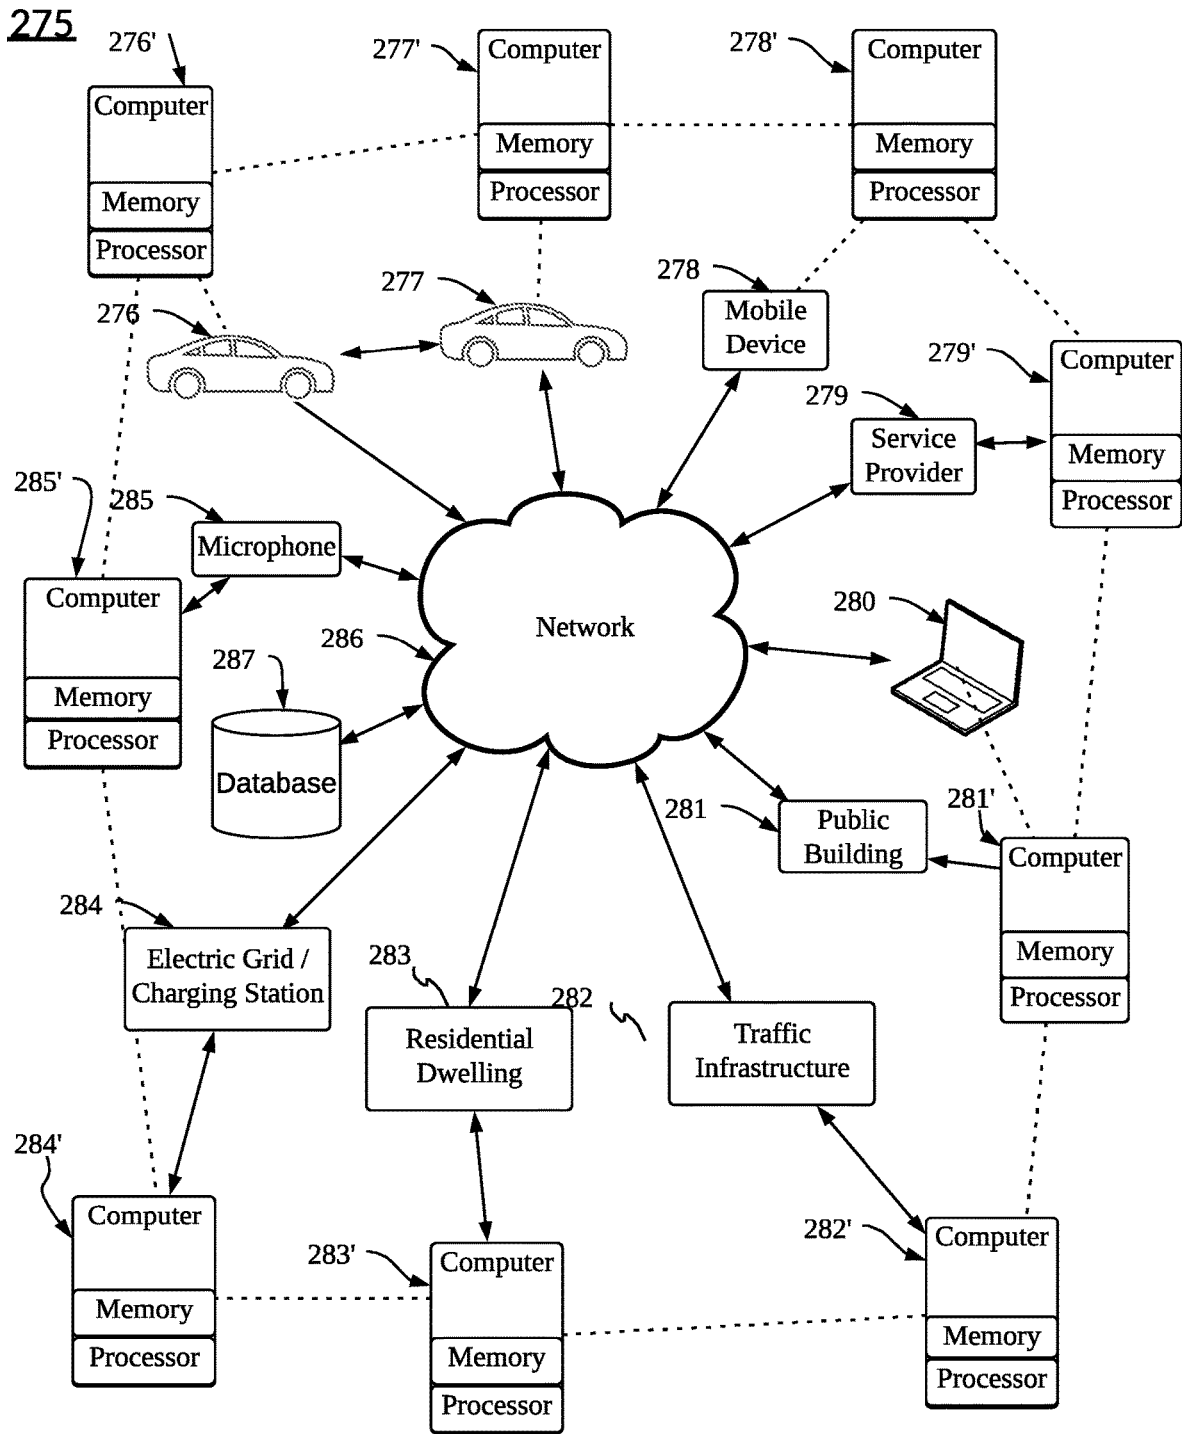 275
276'
277'
278'
Computer
Memory
Processor
Computer
Memory
Processor
Computer
Memory
Processor
276
277
278
Mobile
Device
279
Service
Provider
279'
Computer
Memory
Processor
285'
285
Microphone
Computer
Memory
Processor
286
Network
280
287
Database
281
Public
Building
281'
Computer
Memory
Processor
284
Electric Grid /
Charging Station
283
Residential
Dwelling
282
Traffic
Infrastructure
284'
Computer
Memory
Processor
283'
Computer
Memory
Processor
282'
Computer
Memory
Processor